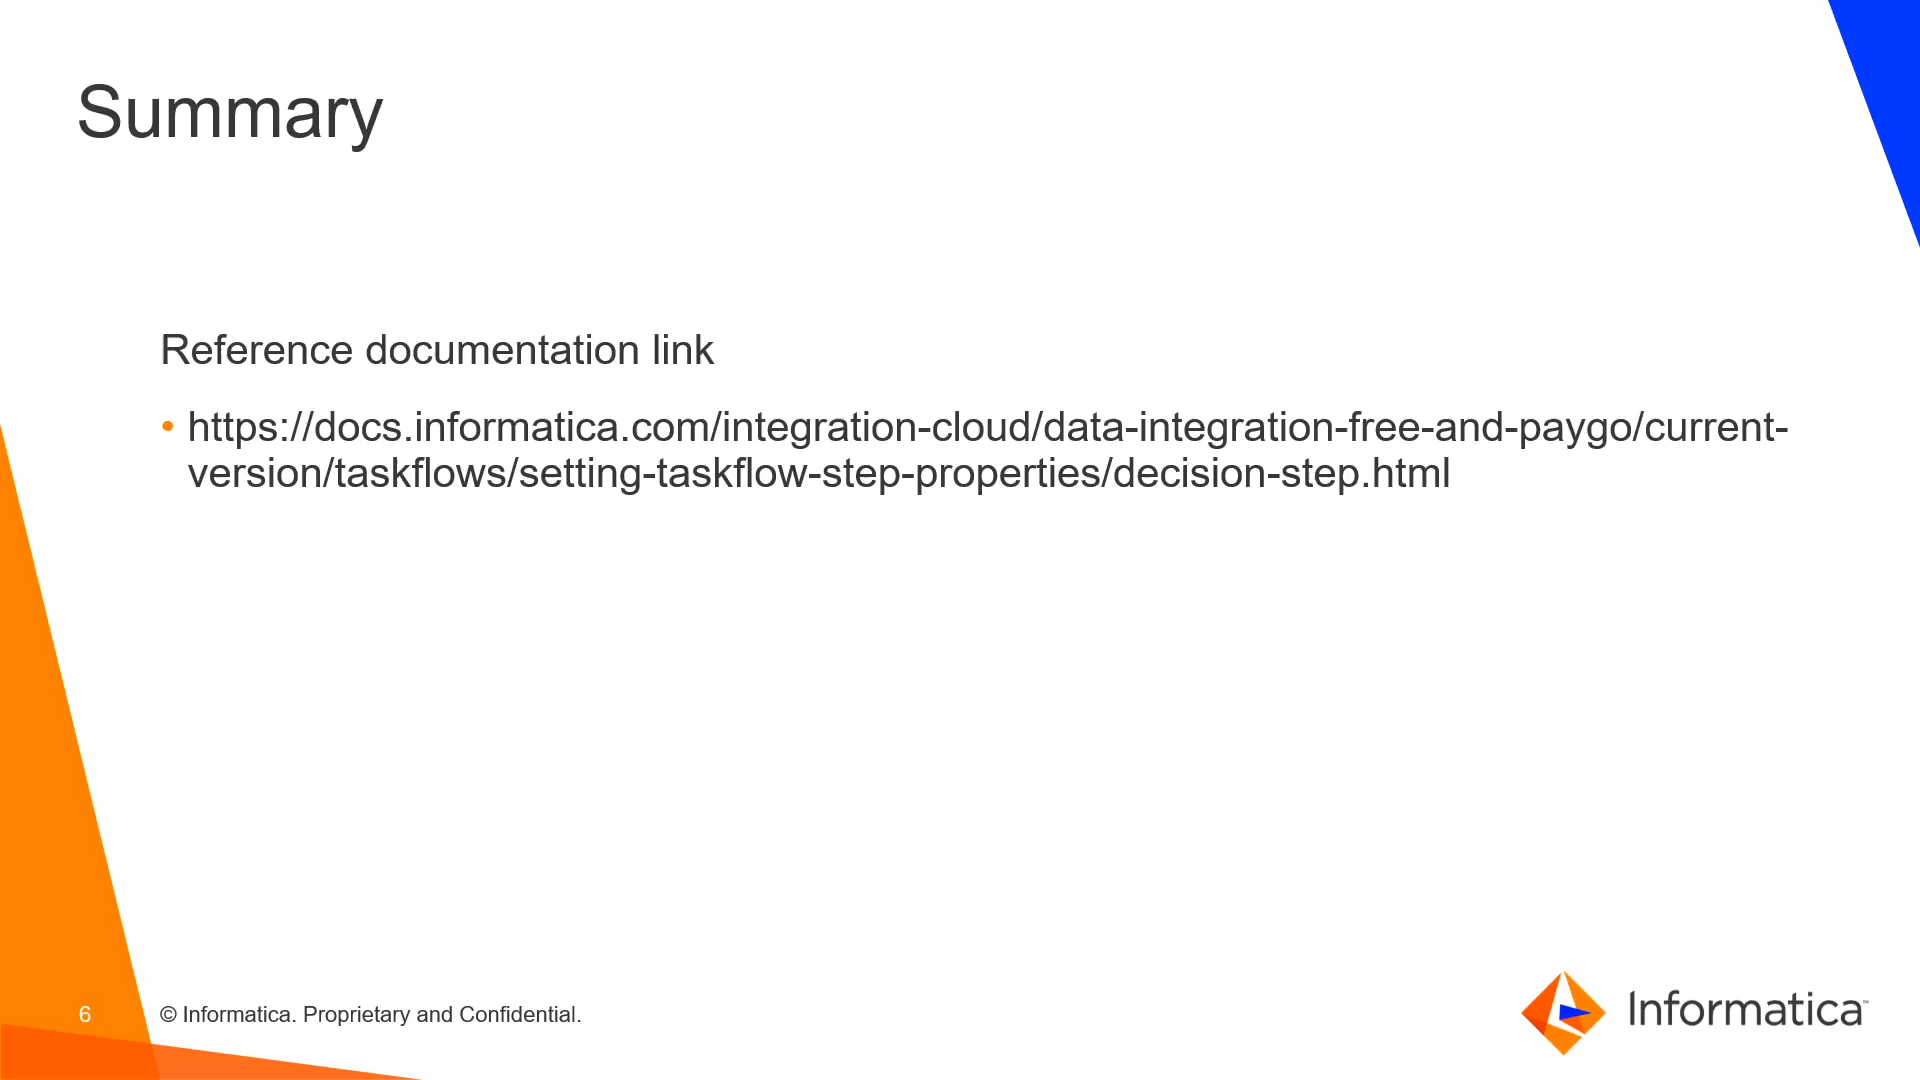 Summary
Reference documentation link
• https://docs.informatica.com/integration-cloud/data-integration-free-and-paygo/current-
version/taskflows/setting-taskflow-step-properties/decision-step.html
6
© Informatica. Proprietary and Confidential.
Informatica™